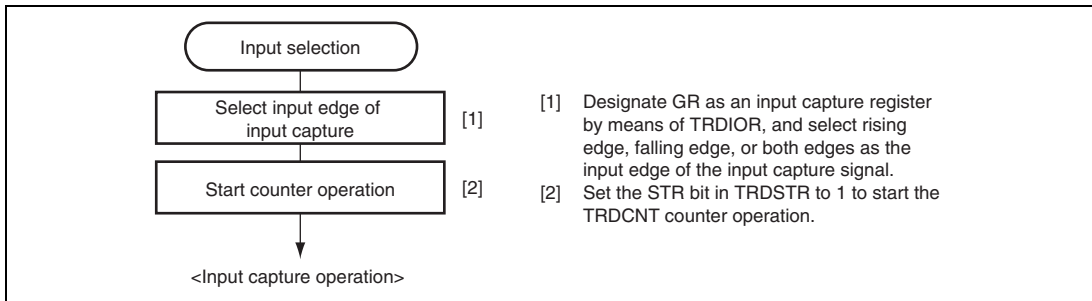 Input selection
Select input edge of
input capture
[1]
Start counter operation
[2]
<Input capture operation>
[1] Designate GR as an input capture register
by means of TRDIOR, and select rising
edge, falling edge, or both edges as the
input edge of the input capture signal.
[2] Set the STR bit in TRDSTR to 1 to start the
TRDCNT counter operation.